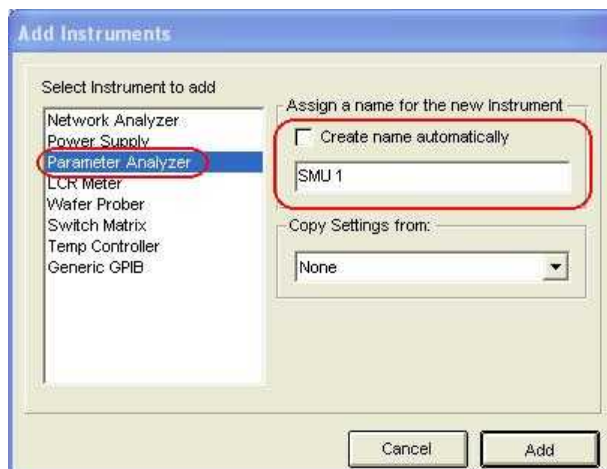 Add Instruments
Select Instrument to add
Network Analyzer
Power Supply
Parameter Analyzer
LCR Meter
Wafer Prober
Switch Matrix
Temp Controller
Generic GPIB
Assign a name for the new Instrument
Create name automatically
SMU 1
Copy Settings from:
None
Cancel
Add